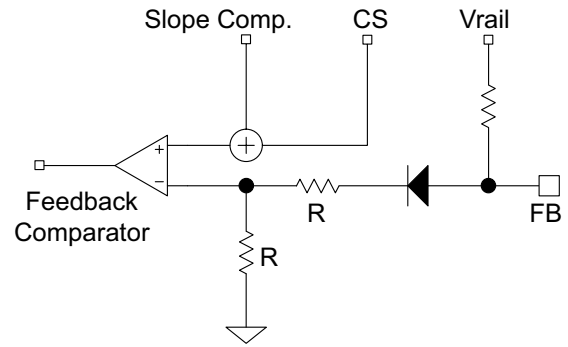 Slope Comp.
CS
Vrail
+
+
−
Feedback
Comparator
R
FB
R